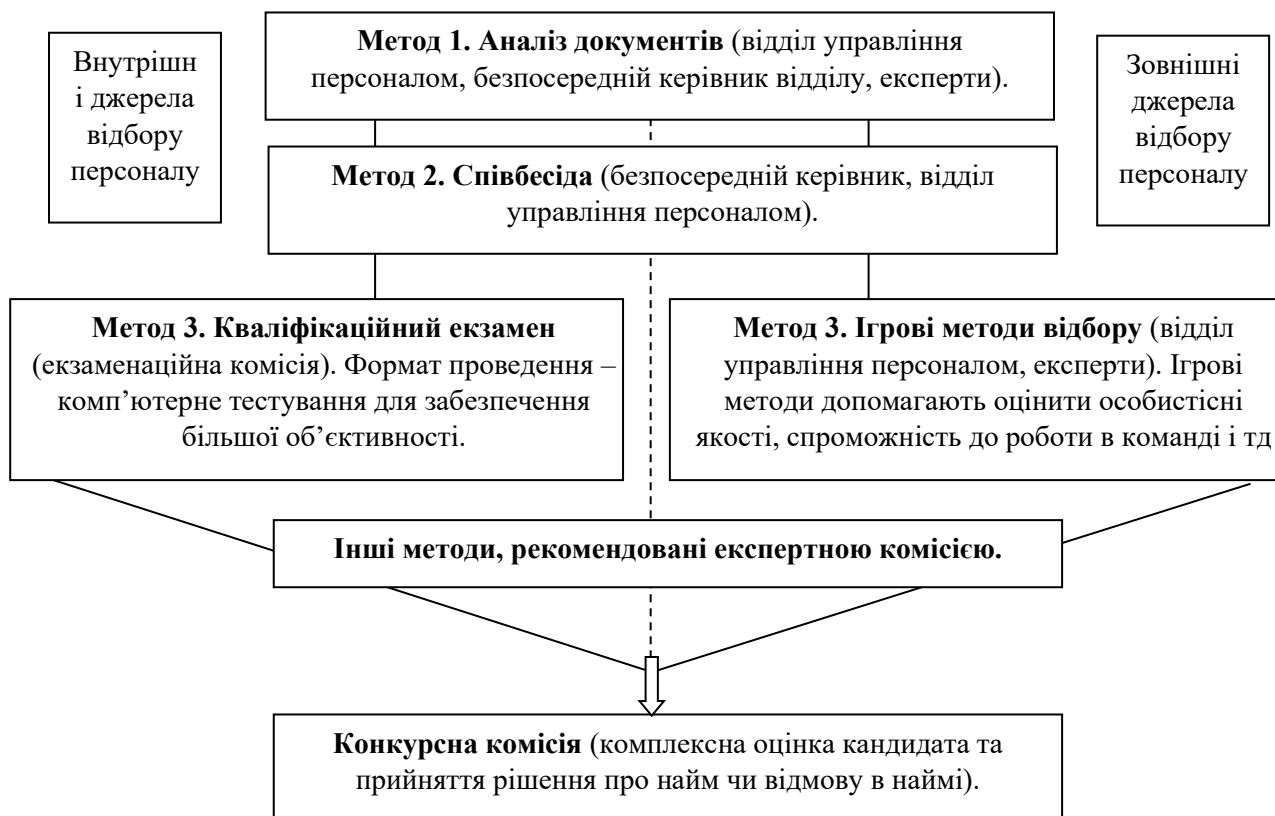 Внутрішн
і джерела
відбору
персоналу
Метод 1. Аналіз документів (відділ управління
персоналом, безпосередній керівник відділу, експерти).
Зовнішні
джерела
відбору
персоналу
Метод 2. Співбесіда (безпосередній керівник, відділ
управління персоналом).
Метод 3. Кваліфікаційний екзамен
(екзаменаційна комісія). Формат проведення –
комп’ютерне тестування для забезпечення
більшої об’єктивності.
Метод 3. Ігрові методи відбору (відділ
управління персоналом, експерти). Ігрові
методи допомагають оцінити особистісні
якості, спроможність до роботи в команді і тд
Інші методи, рекомендовані експертною комісією.
Конкурсна комісія (комплексна оцінка кандидата та
прийняття рішення про найм чи відмову в наймі).